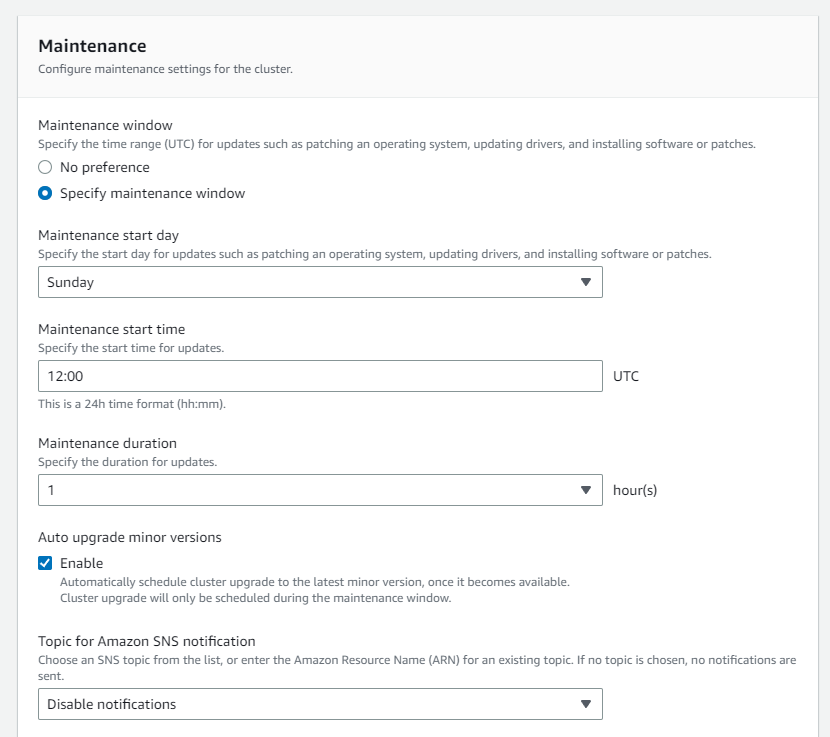 Maintenance
Configure maintenance settings for the cluster.
Maintenance window
Specify the time range (UTC) for updates such as patching an operating system, updating drivers, and installing software or patches.
No preference
Specify maintenance window
Maintenance start day
Specify the start day for updates such as patching an operating system, updating drivers, and installing software or patches.
Sunday
Maintenance start time
Specify the start time for updates.
12:00 UTC
This is a 24h time format (hh:mm).
Maintenance duration
Specify the duration for updates.
1 hour(s)
Auto upgrade minor versions
Enable
Automatically schedule cluster upgrade to the latest minor version, once it becomes available.
Cluster upgrade will only be scheduled during the maintenance window.
Topic for Amazon SNS notification
Choose an SNS topic from the list, or enter the Amazon Resource Name (ARN) for an existing topic. If no topic is chosen, no notifications are
sent.
Disable notifications